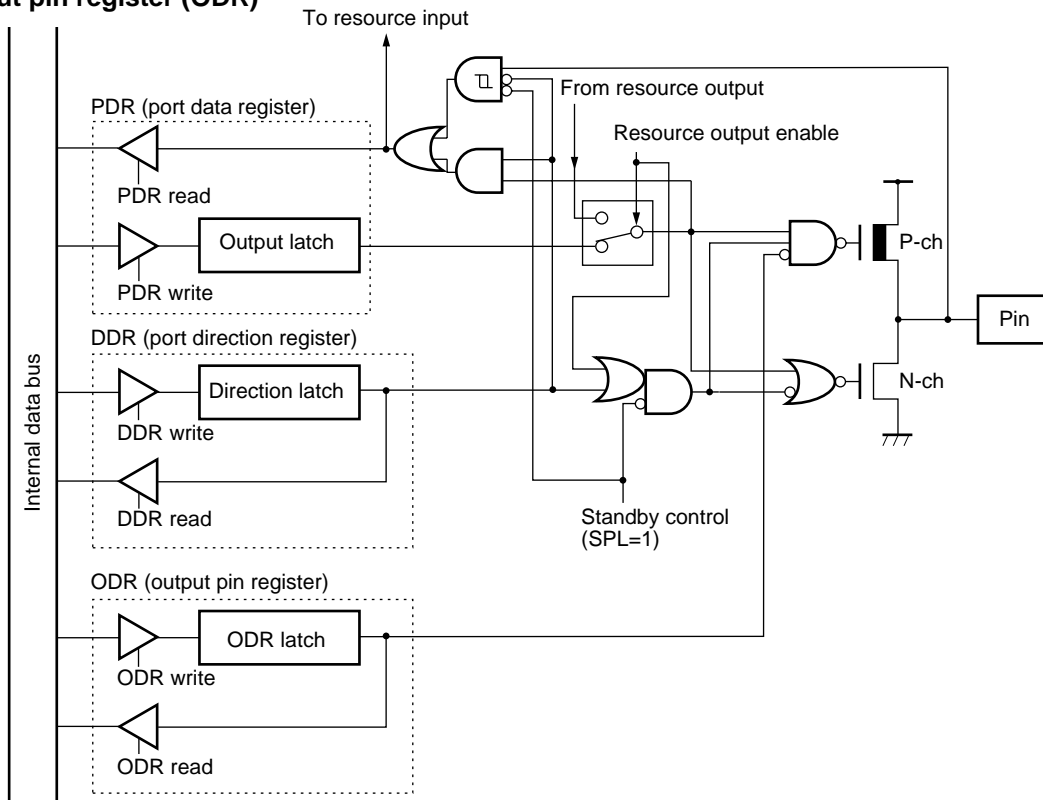 ut pin register (ODR)
To resource input
From resource output
PDR (port data register)
Resource output enable
PDR read
Output latch
P-ch
PDR write
Pin
DDR (port direction register)
Direction latch
N-ch
DDR write
Internal data bus
DDR read
Standby control
(SPL=1)
ODR (output pin register)
ODR latch
ODR write
ODR read